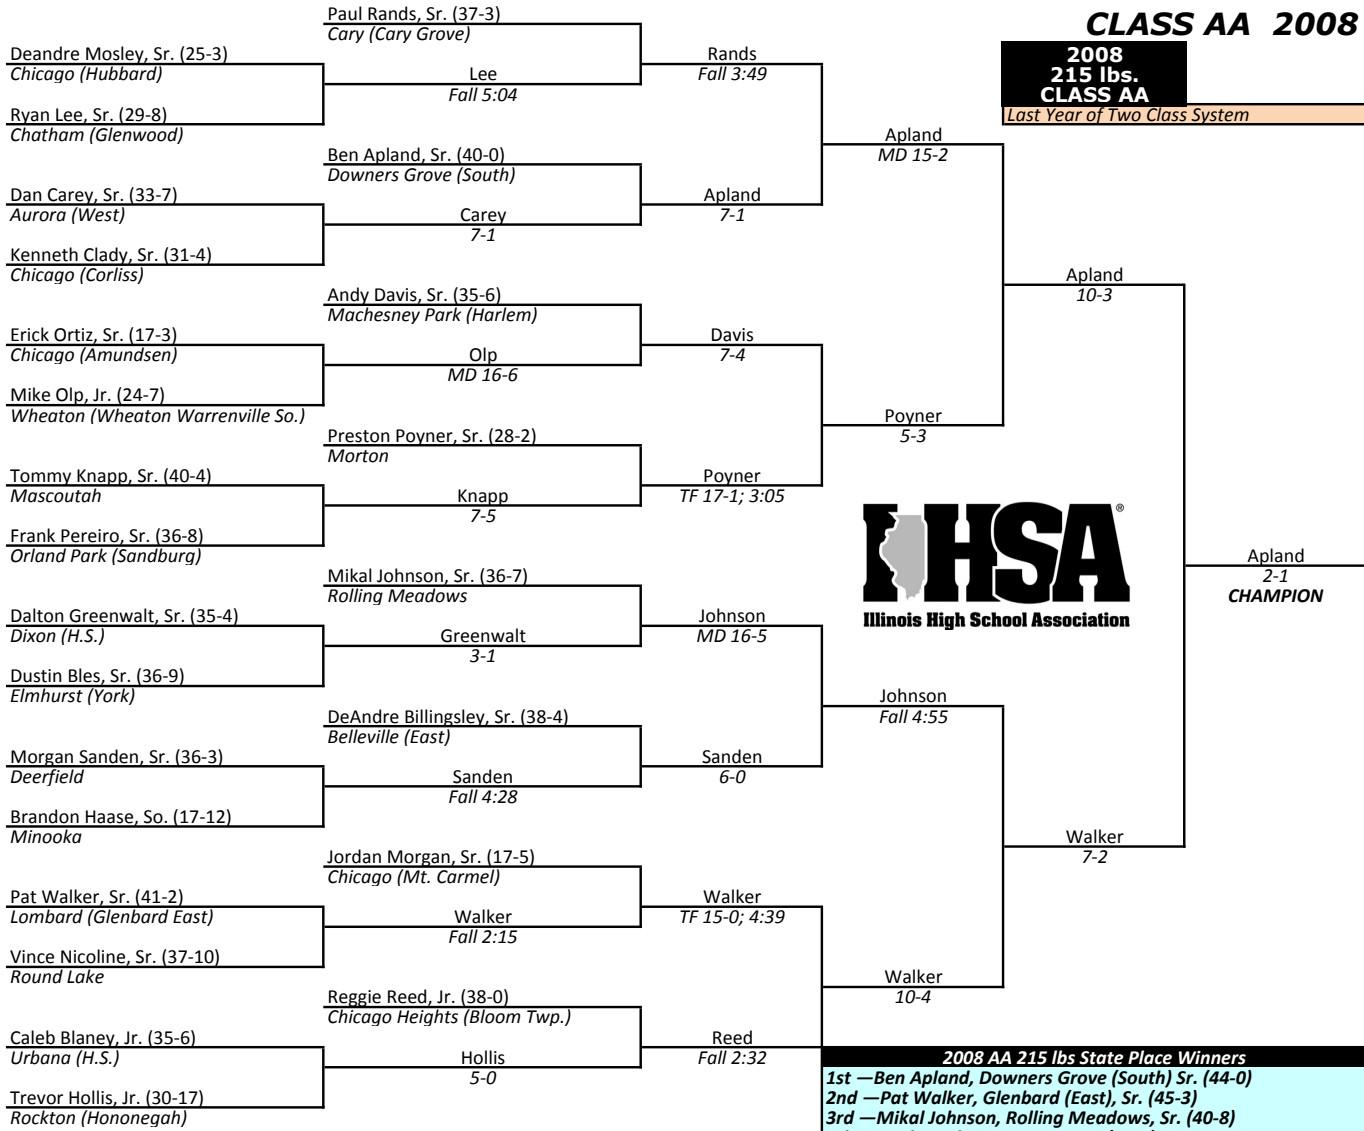 CLASS AA 2008
2008
215 lbs.
CLASS AA
Last Year of Two Class System
Paul Rands, Sr. (37-3)
Cary (Cary Grove)
Deandre Mosley, Sr. (25-3)
Chicago (Hubbard)
Lee
Fall 5:04
Ryan Lee, Sr. (29-8)
Chatham (Glenwood)
Rands
Fall 3:49
Ben Apland, Sr. (40-0)
Downers Grove (South)
Dan Carey, Sr. (33-7)
Aurora (West)
Carey
7-1
Kenneth Clady, Sr. (31-4)
Chicago (Corliss)
Apland
7-1
Apland
MD 15-2
Andy Davis, Sr. (35-6)
Machesney Park (Harlem)
Erick Ortiz, Sr. (17-3)
Chicago (Amundsen)
Olp
MD 16-6
Mike Olp, Jr. (24-7)
Wheaton (Wheaton Warrenville So.)
Davis
7-4
Preston Poyner, Sr. (28-2)
Morton
Tommy Knapp, Sr. (40-4)
Mascoutah
Knapp
7-5
Frank Pereiro, Sr. (36-8)
Orland Park (Sandburg)
Poyner
TF 17-1; 3:05
Poyner
5-3
Apland
10-3
IHSA®
Illinois High School Association
Apland
2-1
CHAMPION
Mikal Johnson, Sr. (36-7)
Rolling Meadows
Dalton Greenwalt, Sr. (35-4)
Dixon (H.S.)
Greenwalt
3-1
Dustin Bles, Sr. (36-9)
Elmhurst (York)
Johnson
MD 16-5
DeAndre Billingsley, Sr. (38-4)
Belleville (East)
Morgan Sanden, Sr. (36-3)
Deerfield
Sanden
Fall 4:28
Brandon Haase, So. (17-12)
Minooka
Sanden
6-0
Johnson
Fall 4:55
Jordan Morgan, Sr. (17-5)
Chicago (Mt. Carmel)
Pat Walker, Sr. (41-2)
Lombard (Glenbard East)
Walker
Fall 2:15
Vince Nicoline, Sr. (37-10)
Round Lake
Walker
TF 15-0; 4:39
Reggie Reed, Jr. (38-0)
Chicago Heights (Bloom Twp.)
Caleb Blaney, Jr. (35-6)
Urbana (H.S.)
Hollis
5-0
Trevor Hollis, Jr. (30-17)
Rockton (Hononegah)
Reed
Fall 2:32
Walker
10-4
Walker
7-2
2008 AA 215 lbs State Place Winners
1st —Ben Apland, Downers Grove (South) Sr. (44-0)
2nd —Pat Walker, Glenbard (East), Sr. (45-3)
3rd —Mikal Johnson, Rolling Meadows, Sr. (40-8)